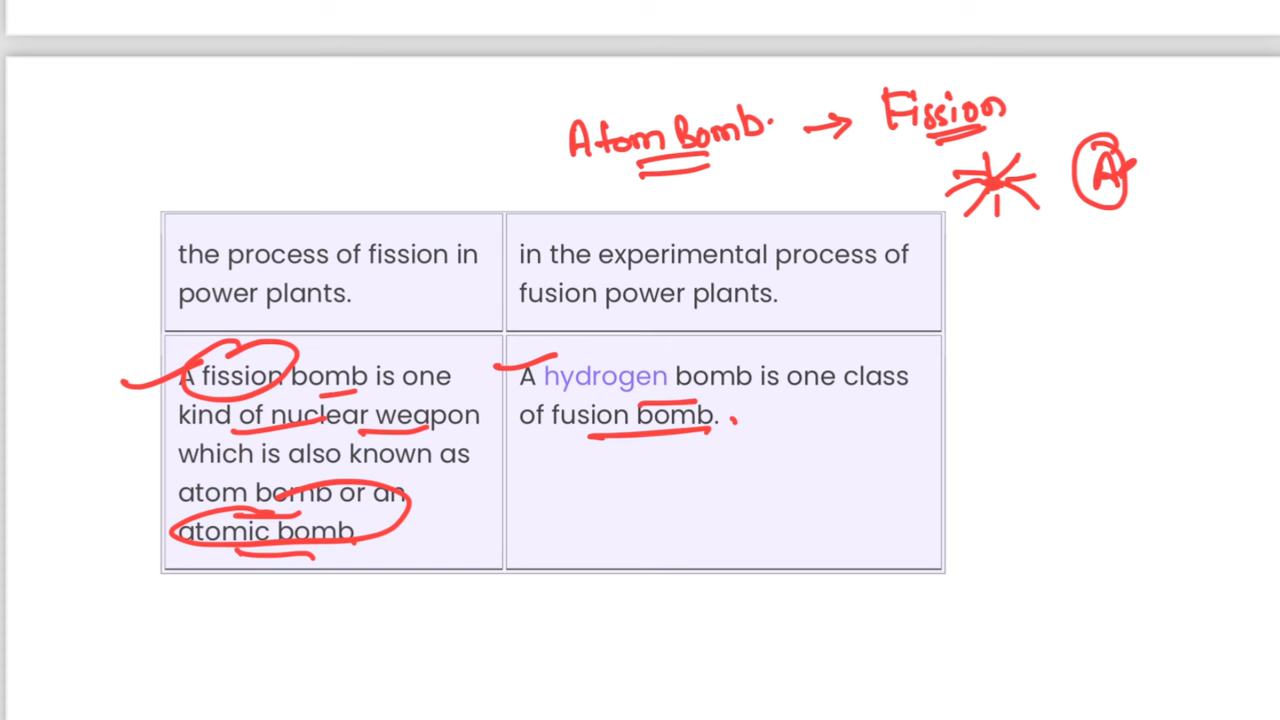 Atom Bomb. → Fission
A
the process of fission in
power plants.
in the experimental process of
fusion power plants.
A fission bomb is one
kind of nuclear weapon
which is also known as
atom bomb or an
atomic bomb
A hydrogen bomb is one class
of fusion bomb.